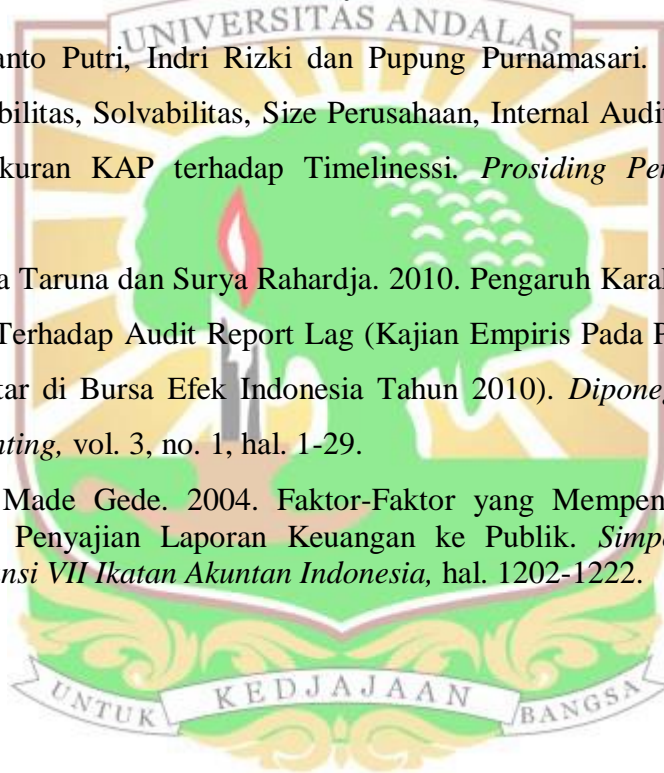 UNIVERSITAS ANDALAS
anto Putri, Indri Rizki dan Pupung Purnamasari.
bilitas, Solvabilitas, Size Perusahaan, Internal Audit
kuran KAP terhadap Timelinessi. Prosiding Per
a Taruna dan Surya Rahardja. 2010. Pengaruh Karal
Terhadap Audit Report Lag (Kajian Empiris Pada P
tar di Bursa Efek Indonesia Tahun 2010). Dipone
nting, vol. 3, no. 1, hal. 1-29.
Made Gede. 2004. Faktor-Faktor yang Mempen
Penyajian Laporan Keuangan ke Publik. Simp
nsi VII Ikatan Akuntan Indonesia, hal. 1202-1222.
UNTUK KEDJAJAAN BANGSA